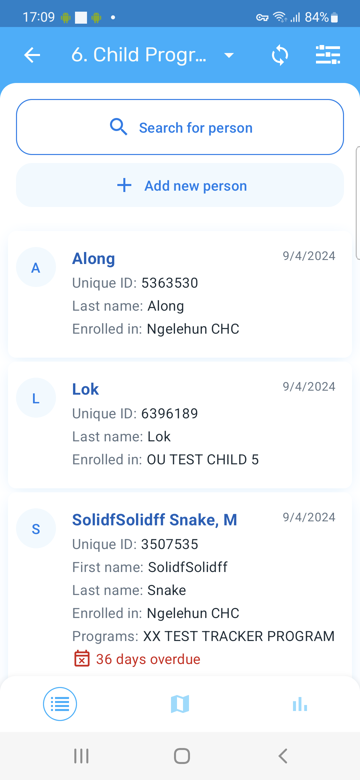 17:09
84%
6. Child Progr...
Search for person
Add new person
A
Along
9/4/2024
Unique ID: 5363530
Last name: Along
Enrolled in: Ngelehun CHC
L
Lok
9/4/2024
Unique ID: 6396189
Last name: Lok
Enrolled in: OU TEST CHILD 5
S
SolidfSolidff Snake, M
9/4/2024
Unique ID: 3507535
First name: SolidfSolidff
Last name: Snake
Enrolled in: Ngelehun CHC
Programs: XX TEST TRACKER PROGRAM
36 days overdue